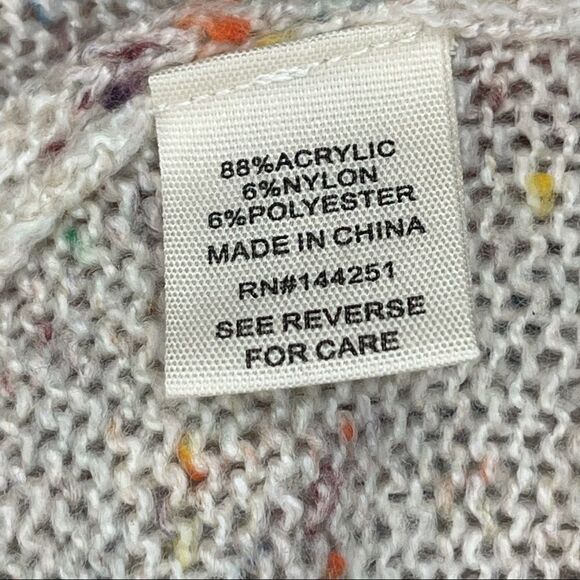 88%ACRYLIC
6%NYLON
6%POLYESTER
MADE IN CHINA
RN#144251
SEE REVERSE
FOR CARE